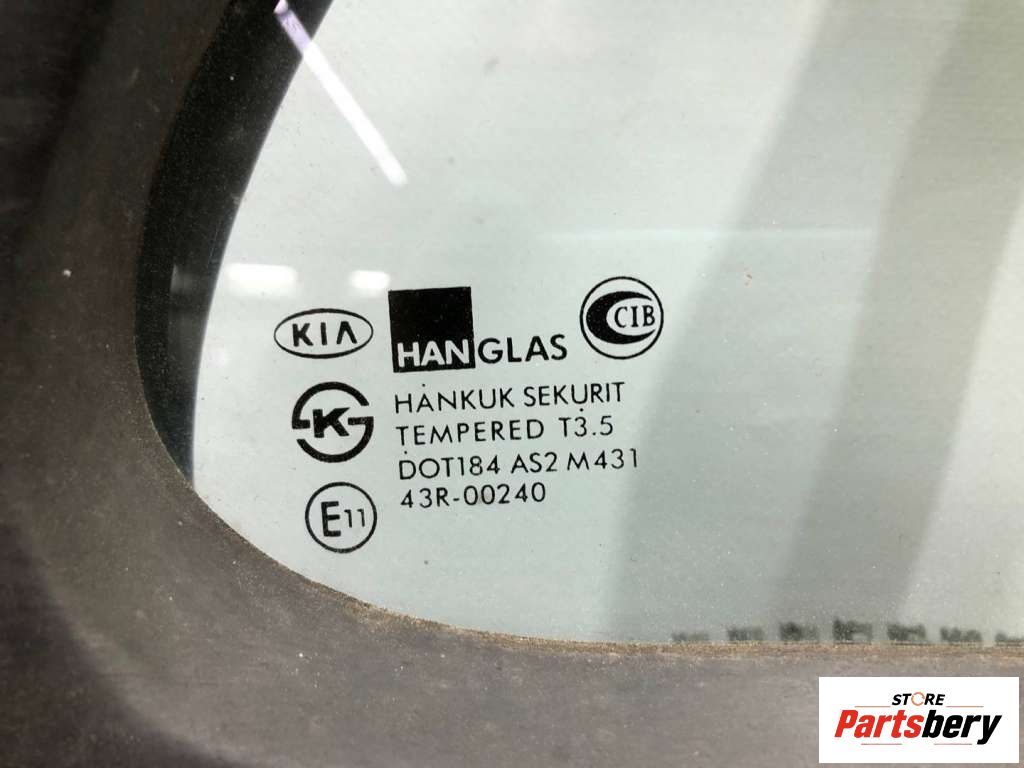 KIA
HANGLAS
CIB
K
HANKUK SEKURIT
TEMPERED T3.5
DOT184 AS2 M431
43R-00240
E11
STORE
Partsbery